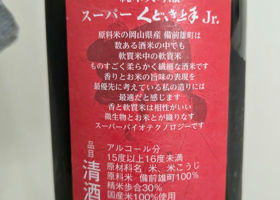 スーパー くどき上手 Jr.
原料米の岡山県産 備前雄町は
数ある酒米の中でも
軟質米中の軟質米
ものすごく柔らかく繊細な酒米です
香りとお米の旨味の表現を
最優先に考えている私の造りには
最適だと感じます
香りと軟質米は相性がいい
微生物とお米とが織りなす
スーパーバイオテクノロジーです
品目 清酒
アルコール分
15度以上16度未満
原材料名 米、米こうじ
原料米 備前雄町100%
精米歩合30%
国産米100%使用